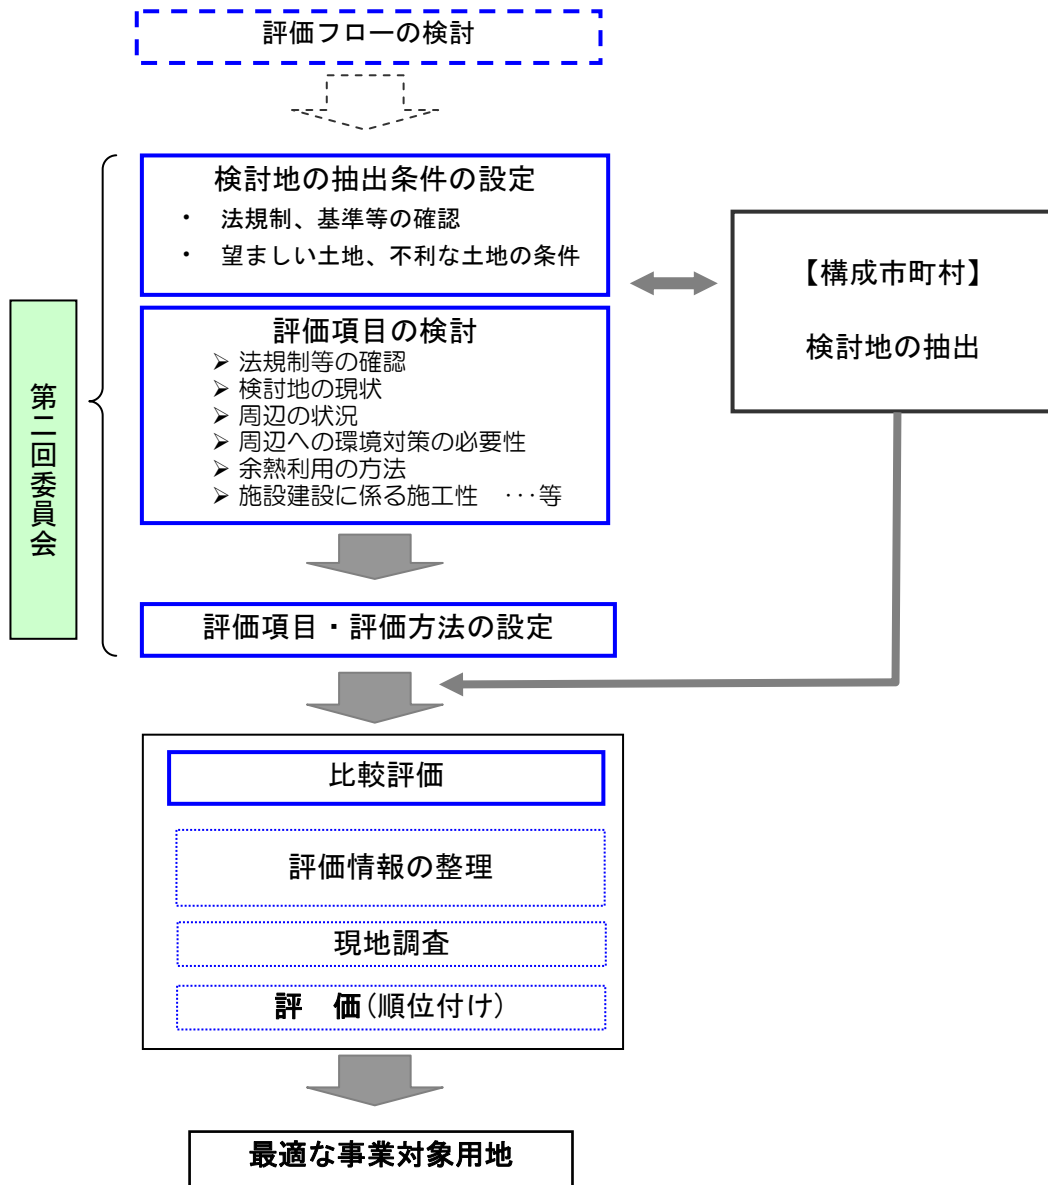 評価フローの検討
検討地の抽出条件の設定
・ 法規制、基準等の確認
・ 望ましい土地、不利な土地の条件
【構成市町村】
検討地の抽出
評価項目の検討
➢ 法規制等の確認
➢ 検討地の現状
➢ 周辺の状況
➢ 周辺への環境対策の必要性
➢ 余熱利用の方法
➢ 施設建設に係る施工性 …等
第二回委員会
評価項目・評価方法の設定
比較評価
評価情報の整理
現地調査
評 価(順位付け)
最適な事業対象用地